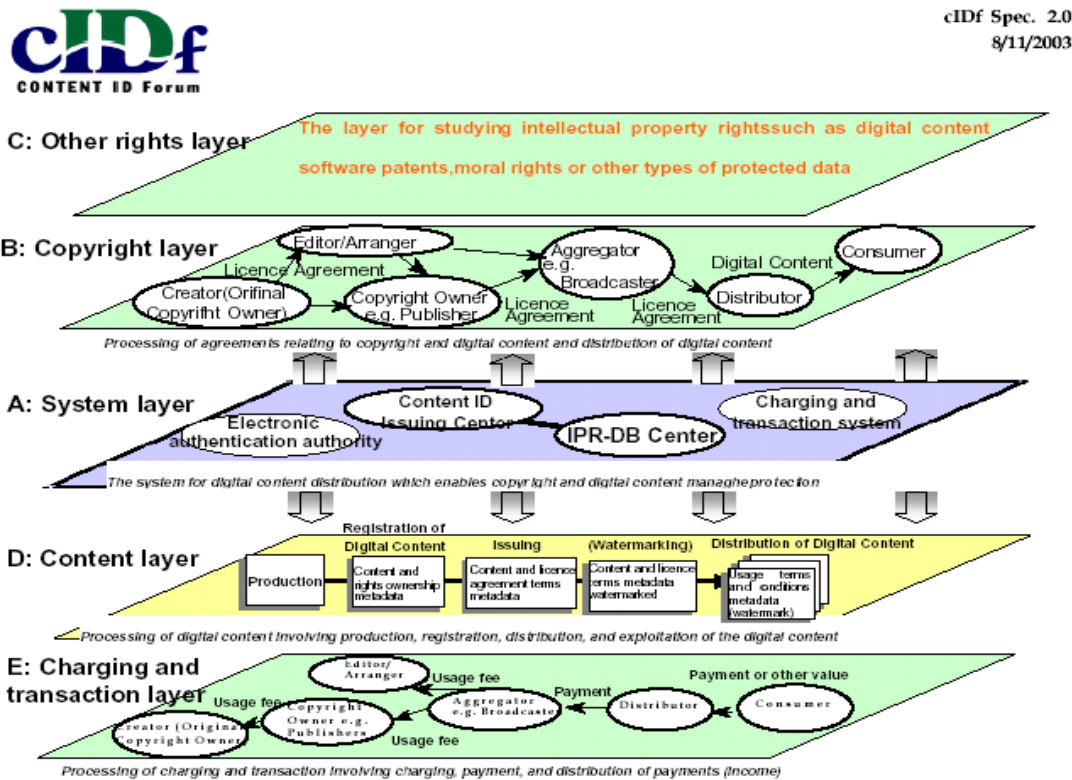 cIDf
CONTENT ID Forum
cIDf Spec. 2.0
8/11/2003
C: Other rights layer
The layer for studying intellectual property rightssuch as digital content
software patents,moral rights or other types of protected data
B: Copyright layer
Editor/Arranger
Licence Agreement
Creator(Orifinal
Copyrifht Owner)
Copyright Owner
e.g. Publisher
Aggregator
e.g.
Broadcaster
Licence
Agreement
Licence
Agreement
Digital Content
Distributor
Consumer
Processing of agreements relating to copyright and digital content and distribution of digital content
A: System layer
Electronic
authentication authority
Content ID
Issuing Center
IPR-DB Center
Charging and
transaction system
The system for digital content distribution which enables copyright and digital content managheprotection
D: Content layer
Production
Registration of
Digital Content
Content and
rights ownership
metadata
Issuing
Content and licence
agreement terms
metadata
(Watermarking)
Content and licence
terms metadata
watermarked
Distribution of Digital Content
Usage terms
and conditions
metadata
(watermark)
Processing of digital content involving production, registration, distribution, and exploitation of the digital content
E: Charging and
transaction layer
Editor/
Arranger
Usage fee
Usage fee
Creator (Original
Copyright Owner
Copyright
Owner e.g.
Publishers
Usage fee
Aggregator
e.g. Broadcaste
Payment
Distributor
Payment or other value
Consumer
Processing of charging and transaction involving charging, payment, and distribution of payments (income)